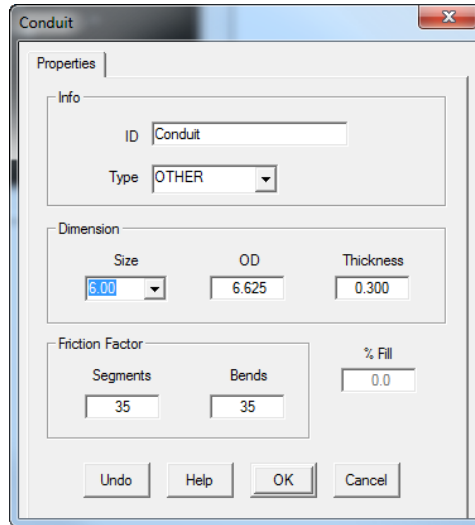 Conduit
Properties
Info
ID Conduit
Type OTHER
Dimension
Size OD Thickness
6.00 6.625 0.300
Friction Factor
Segments Bends % Fill
35 35 0.0
Undo Help OK Cancel